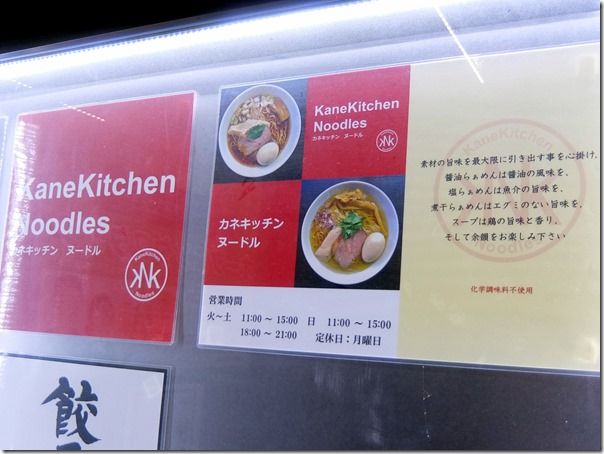 KaneKitchen
Noodles
カネキッチン ヌードル
KaneKitchen
KNK
Noodles
KaneKitchen
Noodles
カネキッチン ヌードル
カネキッチン
ヌードル
営業時間
火～土 11:00 ～ 15:00 日 11:00 ～ 15:00
18:00 ～ 21:00 定休日：月曜日
KaneKitchen
Noodles
素材の旨味を最大限に引き出す事を心掛け、
醤油らぁめんは醤油の風味を、
塩らぁめんは魚介の旨味を、
煮干らぁめんはエグミのない旨味を、
スープは鶏の旨味と香り、
そして余韻をお楽しみ下さい
化学調味料不使用
餃